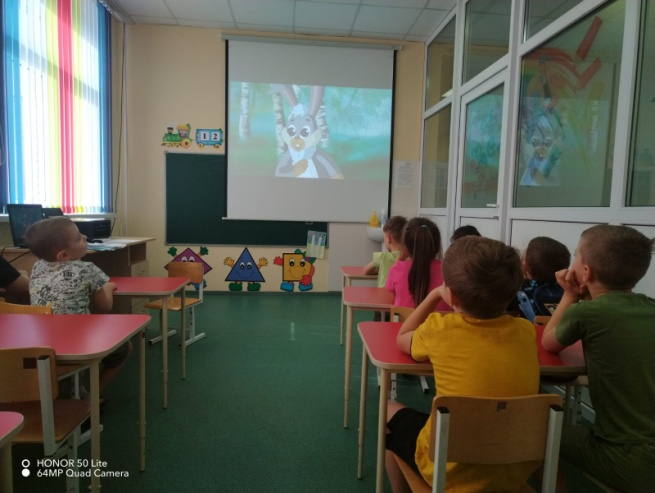 1 2
HONOR 50 Lite
64MP Quad Camera